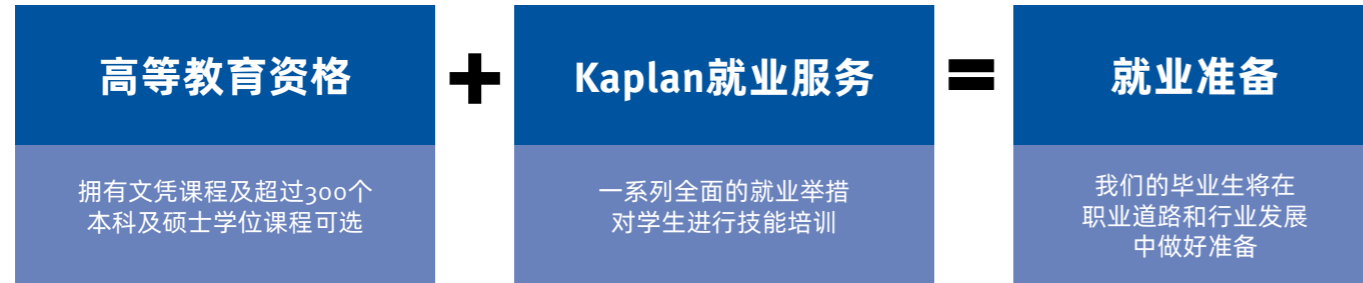 高等教育资格
+
Kaplan就业服务
=
就业准备
拥有文凭课程及超过300个
本科及硕士学位课程可选
一系列全面的就业举措
对学生进行技能培训
我们的毕业生将在
职业道路和行业发展
中做好准备